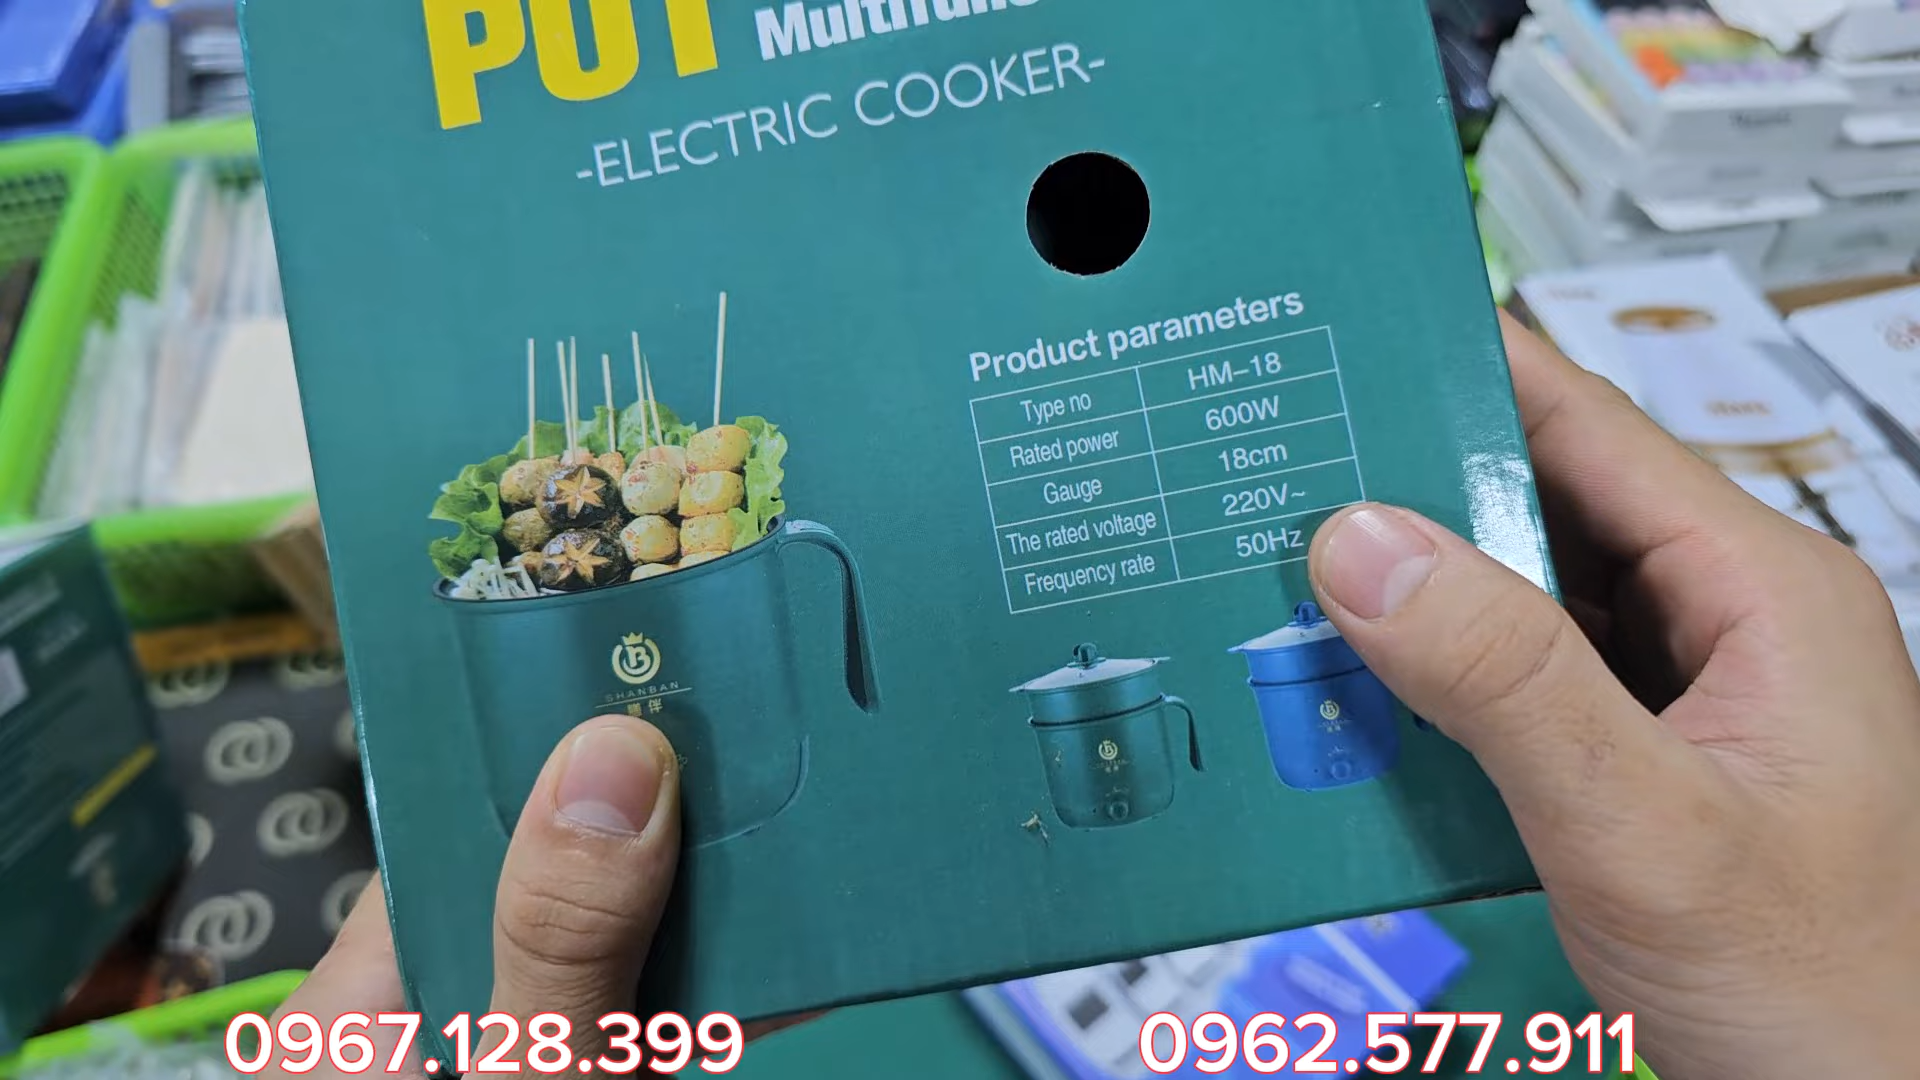 POT
-ELECTRIC COOKER-
Product parameters
Type no HM-18
Rated power 600W
Gauge 18cm
The rated voltage 220V~
Frequency rate 50Hz
SHANBAN
0967.128.399
0962.577.911